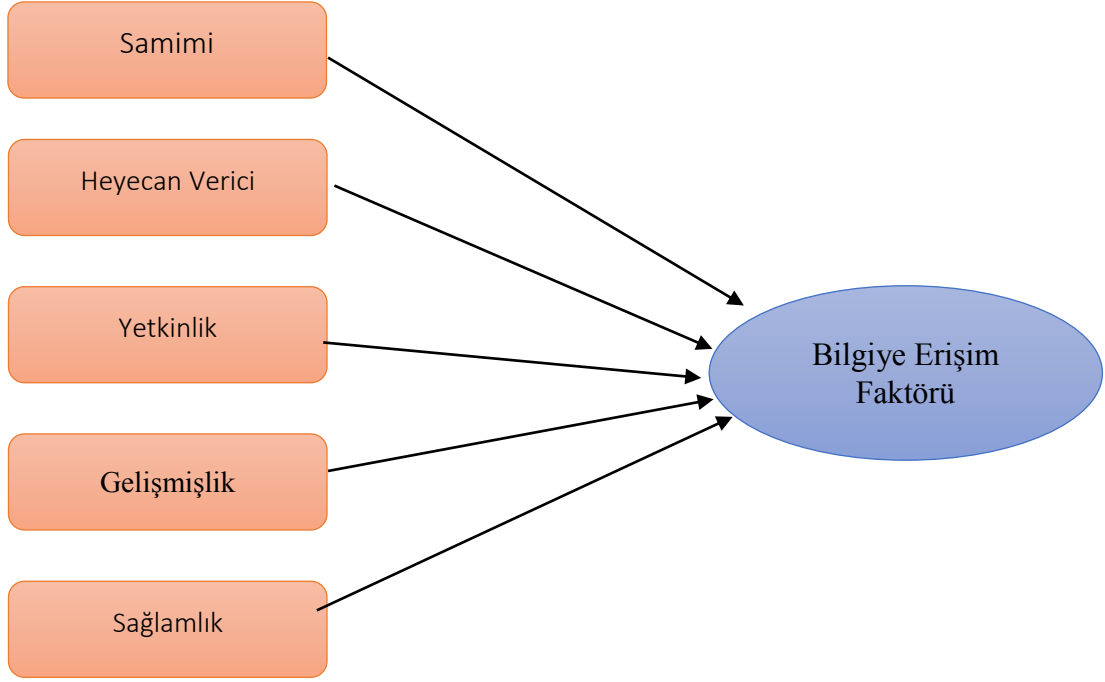 Samimi
Heyecan Verici
Yetkinlik
Gelişmişlik
Sağlamlık
Bilgiye Erişim
Faktörü